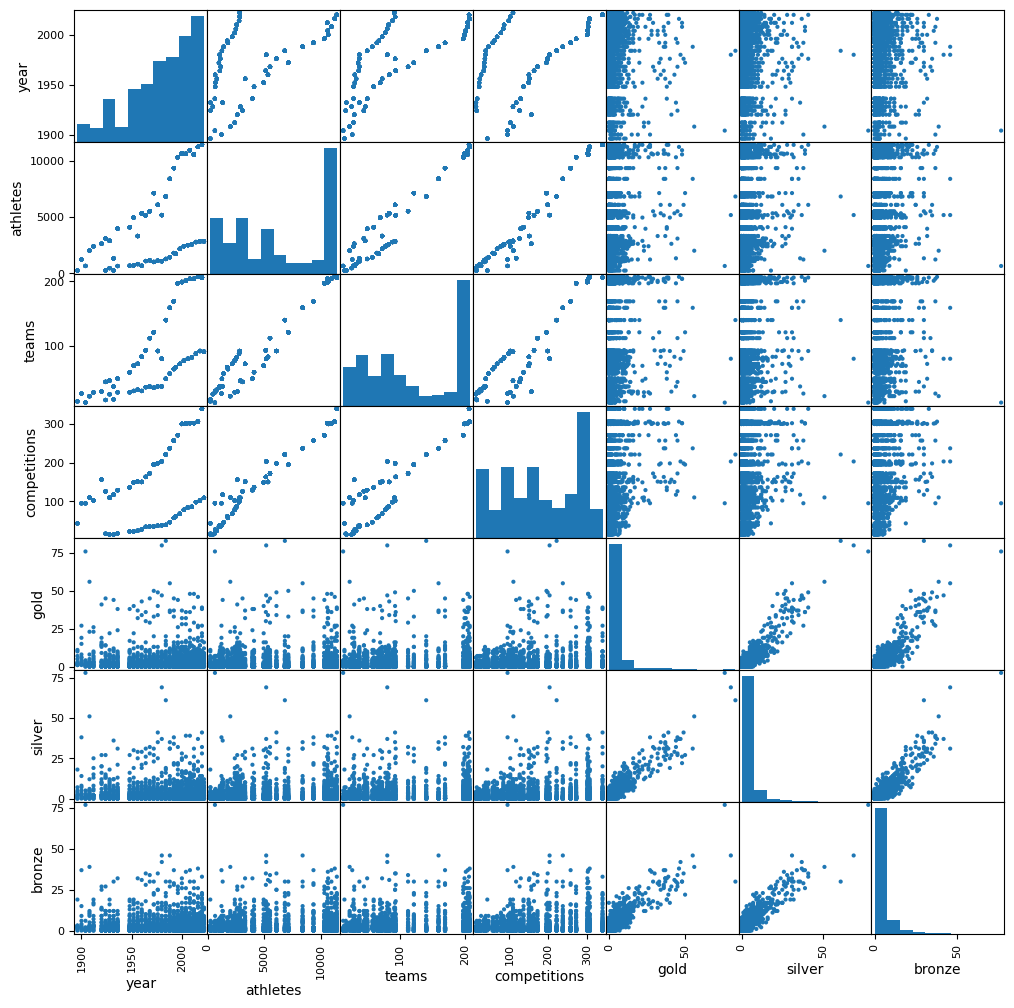 2000
1950
1900
year
10000
5000
0
athletes
200
100
teams
300
200
100
competitions
75
50
25
0
gold
75
50
25
0
silver
75
50
25
0
bronze
1900 1950 2000 0 5000 10000 100 200 100 200 300 0 50 0 50 0 50
year athletes teams competitions gold silver bronze